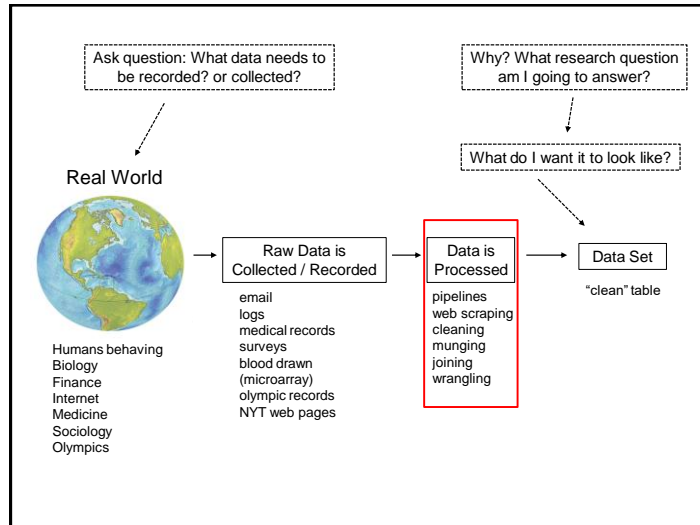 Ask question: What data needs to
be recorded? or collected?
Why? What research question
am I going to answer?
What do I want it to look like?
Real World
Raw Data is
Collected / Recorded
Data is
Processed
Data Set
“clean” table
email
logs
medical records
surveys
blood drawn
(microarray)
olympic records
NYT web pages
pipelines
web scraping
cleaning
munging
joining
wrangling
Humans behaving
Biology
Finance
Internet
Medicine
Sociology
Olympics